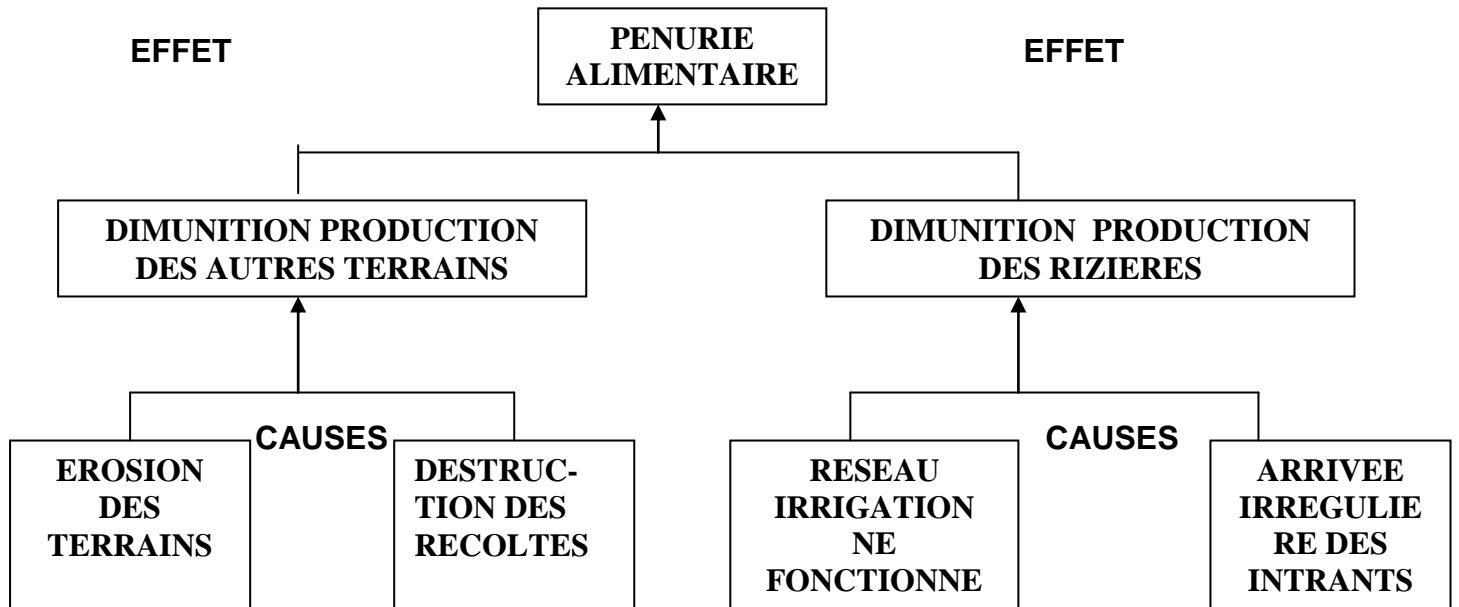 EFFET
PENURIE
ALIMENTAIRE
EFFET
DIMUNITION PRODUCTION
DES AUTRES TERRAINS
DIMUNITION PRODUCTION
DES RIZIERES
CAUSES
CAUSES
EROSION
DES
TERRAINS
DESTRUC-
TION DES
RECOLTES
RESEAU
IRRIGATION
NE
FONCTIONNE
ARRIVEE
IRREGULIE
RE DES
INTRANTS